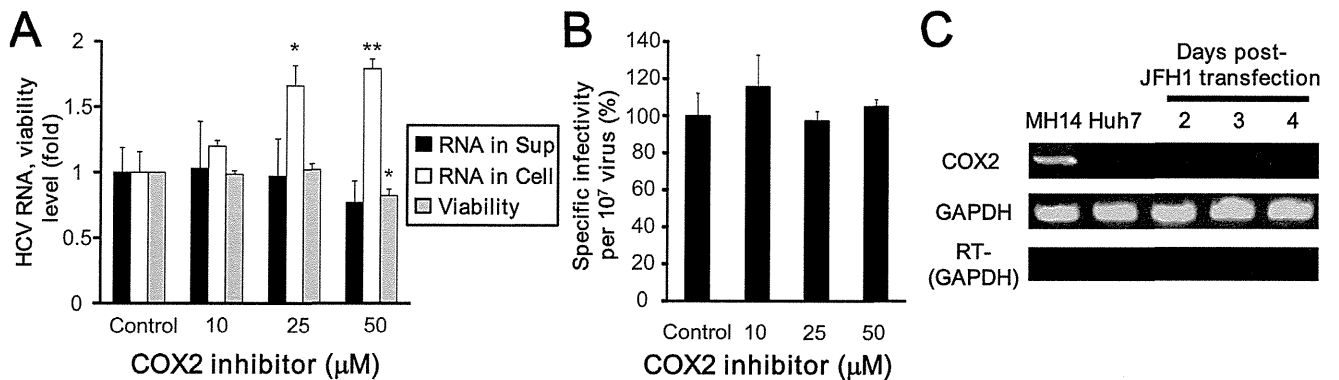 A
HCV RNA, viability
level (fold)
2
1.5
1
0.5
0
*
**
*
Control 10 25 50
COX2 inhibitor (μM)
RNA in Sup
RNA in Cell
Viability
B
Specific infectivity
per 10⁷ virus (%)
140
120
100
80
60
40
20
0
Control 10 25 50
COX2 inhibitor (μM)
C
Days post-
JFH1 transfection
MH14 Huh7 2 3 4
COX2
GAPDH
RT-
(GAPDH)